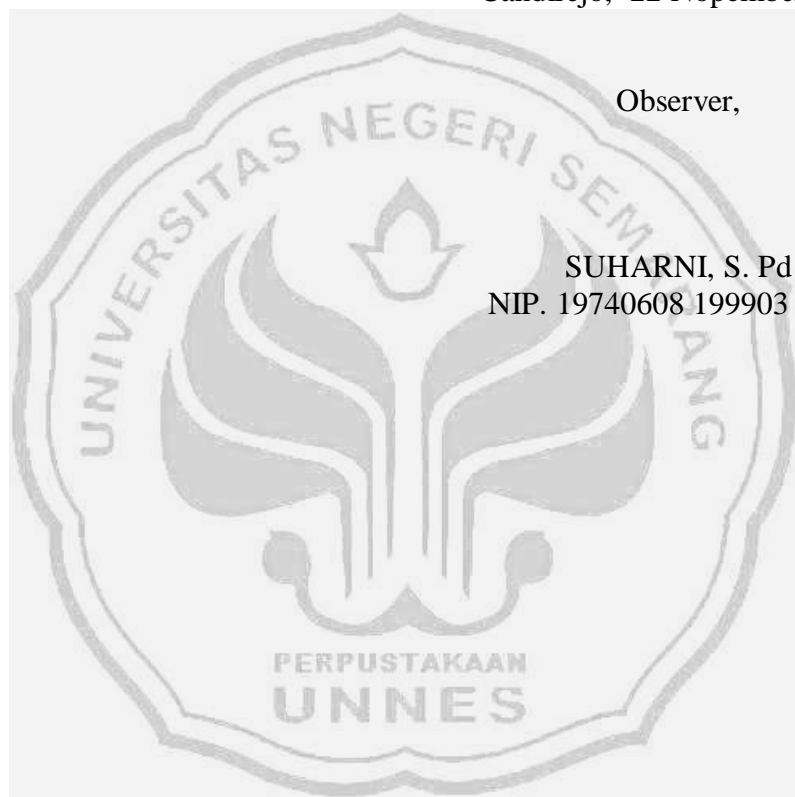 Observer,
UNIVERSITAS NEGERI SEMARANG
SUHARNI, S. Pd
NIP. 19740608 199903
PERPUSTAKAAN
UNNES